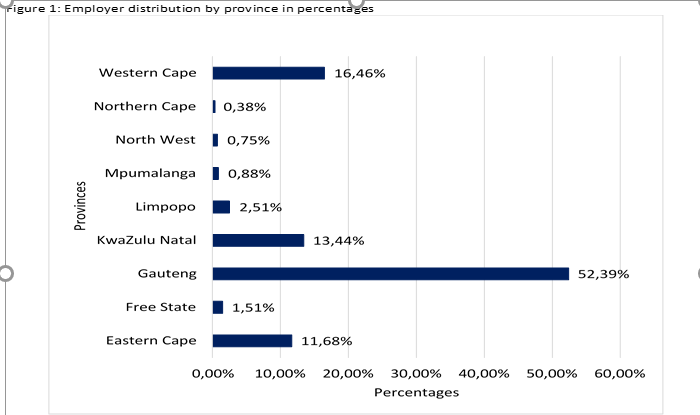 Figure 1: Employer distribution by province in percentages
Western Cape 16,46%
Northern Cape 0,38%
North West 0,75%
Mpumalanga 0,88%
Limpopo 2,51%
KwaZulu Natal 13,44%
Gauteng 52,39%
Free State 1,51%
Eastern Cape 11,68%
Provinces
0,00% 10,00% 20,00% 30,00% 40,00% 50,00% 60,00%
Percentages